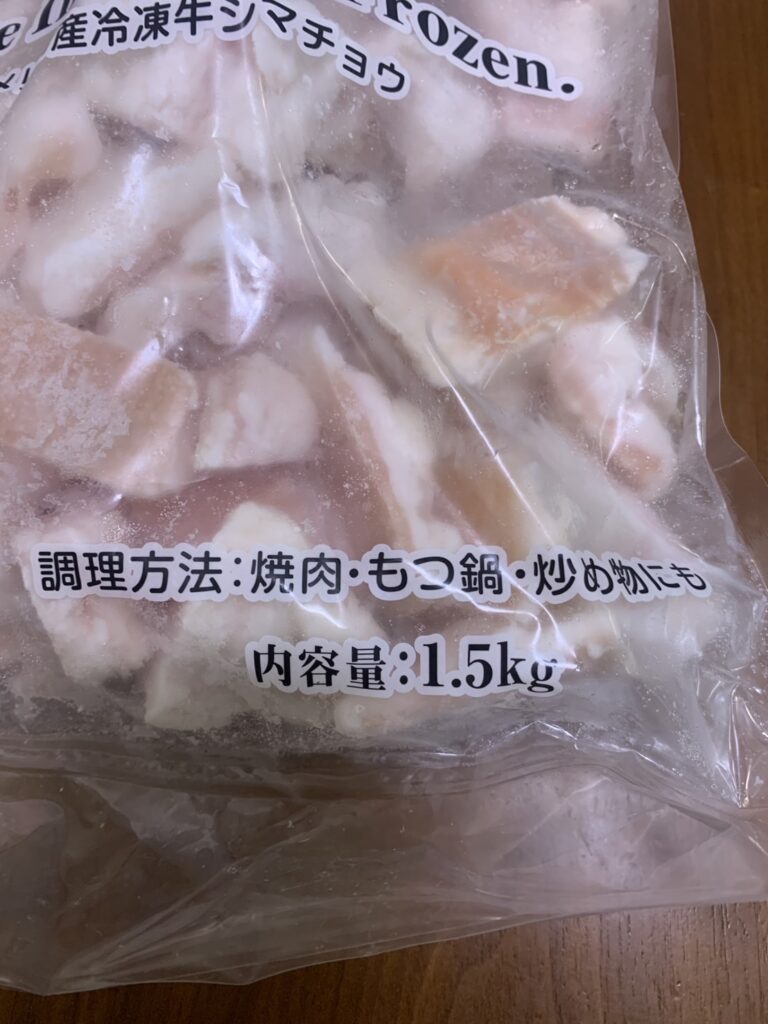 Frozen.
産冷凍牛シマチョウ
調理方法：焼肉・もつ鍋・炒め物にも
内容量：1.5kg